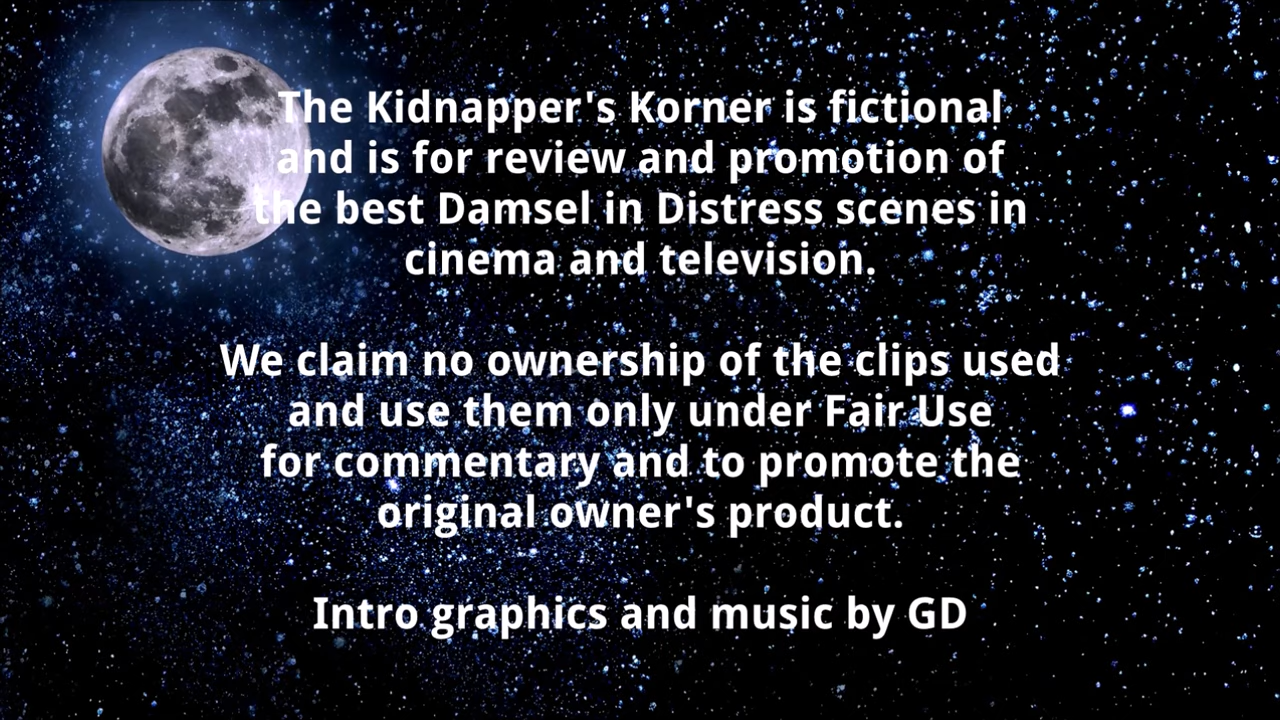 The Kidnapper's Korner is fictional
and is for review and promotion of
the best Damsel in Distress scenes in
cinema and television.
We claim no ownership of the clips used
and use them only under Fair Use
for commentary and to promote the
original owner's product.
Intro graphics and music by GD